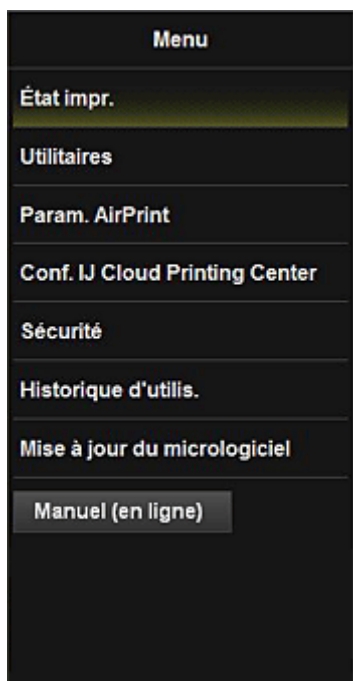 Menu
État impr.
Utilitaires
Param. AirPrint
Conf. IJ Cloud Printing Center
Sécurité
Historique d'utilis.
Mise à jour du micrologiciel
Manuel (en ligne)